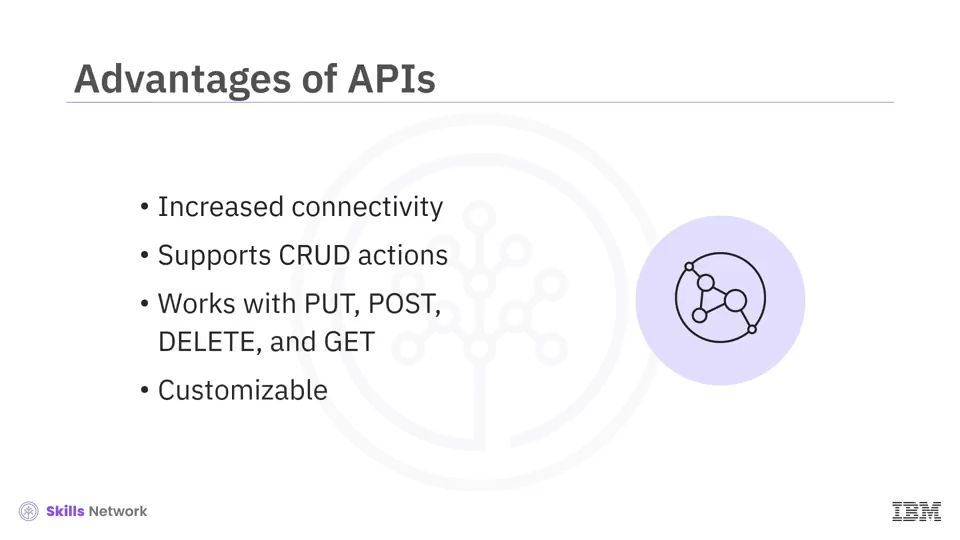 Advantages of APIs
• Increased connectivity
• Supports CRUD actions
• Works with PUT, POST,
DELETE, and GET
• Customizable
Skills Network
IBM